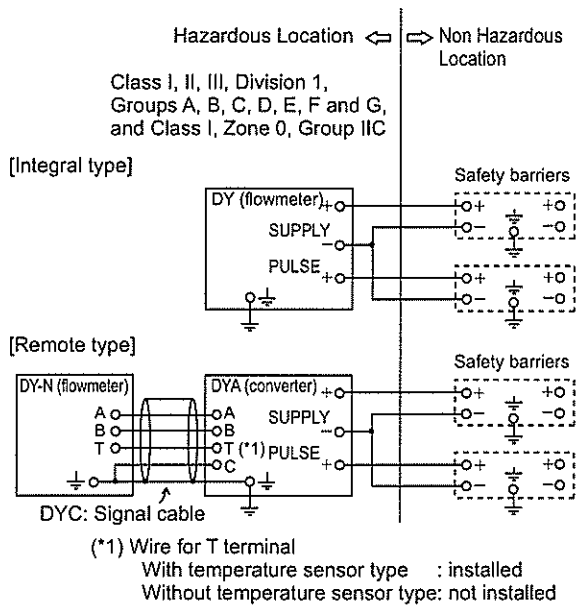 Hazardous Location ⇐ ⇒ Non Hazardous
Location
Class I, II, III, Division 1,
Groups A, B, C, D, E, F and G,
and Class I, Zone 0, Group IIC
[Integral type]
Safety barriers
DY (flowmeter) + + +
SUPPLY - - -
PULSE + + +
- -
[Remote type]
Safety barriers
DY-N (flowmeter) DYA (converter) + + +
A A SUPPLY - - -
B B
T T (*1) PULSE + + +
C - -
DYC: Signal cable
(*1) Wire for T terminal
With temperature sensor type : installed
Without temperature sensor type: not installed